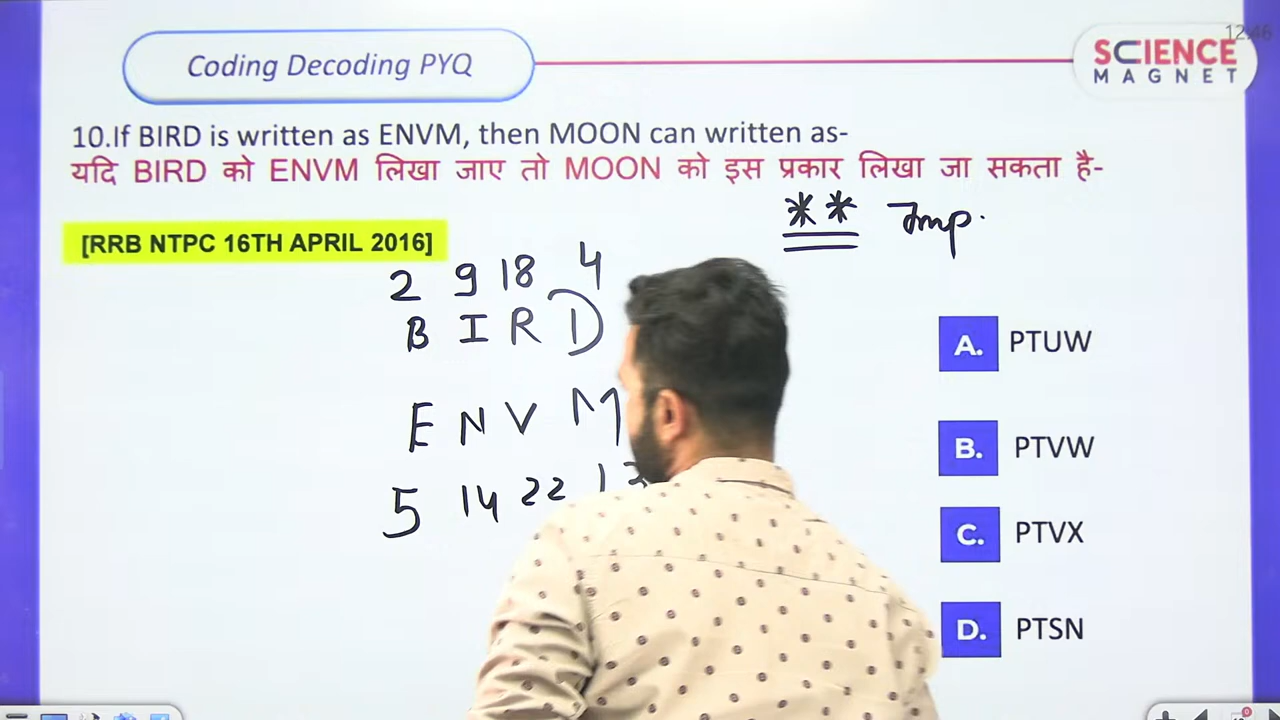 12:46
Coding Decoding PYQ
SCIENCE
MAGNET
10.If BIRD is written as ENVM, then MOON can written as-
यदि BIRD को ENVM लिखा जाए तो MOON को इस प्रकार लिखा जा सकता है-
** Imp.
[RRB NTPC 16TH APRIL 2016]
2 9 18 4
B I R D
E N V M
5 14 22
A. PTUW
B. PTVW
C. PTVX
D. PTSN